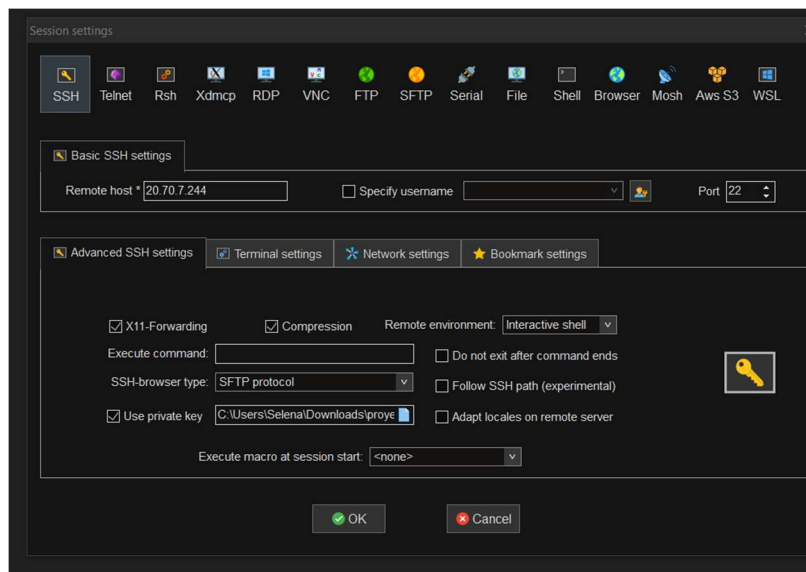 Session settings
SSH Telnet Rsh Xdmcp RDP VNC FTP SFTP Serial File Shell Browser Mosh Aws S3 WSL
Basic SSH settings
Remote host * 20.70.7.244 Specify username Port 22
Advanced SSH settings Terminal settings Network settings Bookmark settings
X11-Forwarding Compression Remote environment: Interactive shell
Execute command: Do not exit after command ends
SSH-browser type: SFTP protocol Follow SSH path (experimental)
Use private key C:\Users\Selena\Downloads\proye Adapt locales on remote server
Execute macro at session start: <none>
OK Cancel